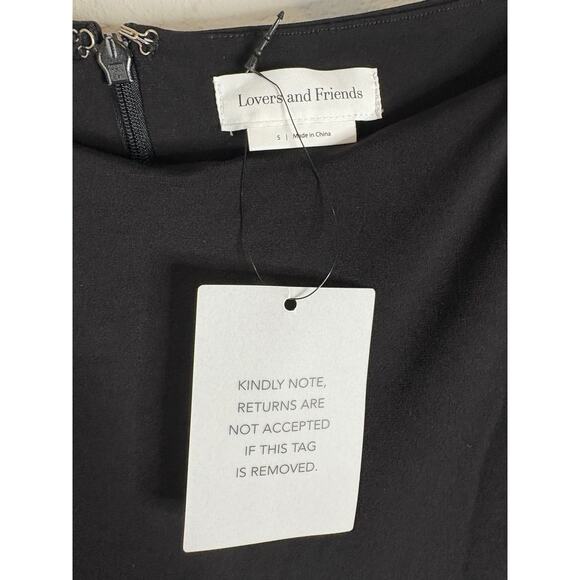 Lovers and Friends
S | Made in China
KINDLY NOTE,
RETURNS ARE
NOT ACCEPTED
IF THIS TAG
IS REMOVED.